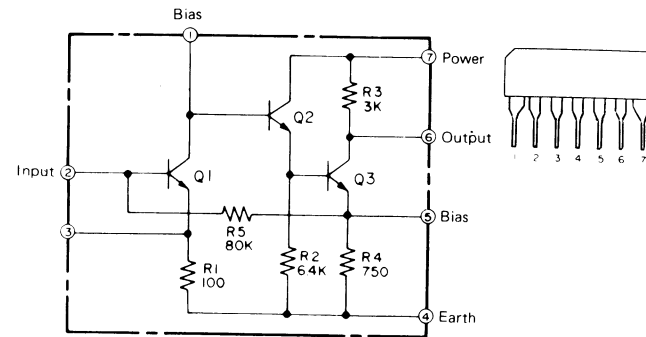 Bias
1
7 Power
R3
3K
Q2
6 Output
Input 2
Q1
Q3
5 Bias
R5
80K
3
R1
100
R2
64K
R4
750
4 Earth
1 2 3 4 5 6 7